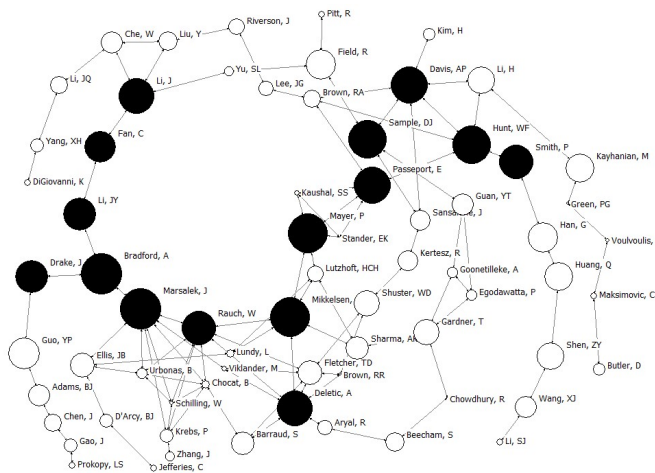 Pitt, R
Riverson, J
Che, W
Liu, Y
Kim, H
Field, R
Yu, SL
Li, JQ
Li, J
Lee, JG
Davis, AP
Li, H
Brown, RA
Sample, DJ
Hunt, WF
Smith, P
Fan, C
Yang, XH
Kayhanian, M
Passeport, E
DiGiovanni, K
Kaushal, SS
Guan, YT
Li, JY
Mayer, P
Green, PG
Han, G
Stander, EK
Voulvoulis,
Kertesz, R
Bradford, A
Drake, J
Lutzhoft, HCH
Goonetilleke, A
Huang, Q
Marsalek, J
Mikkelsen,
Shuster, WD
Egodawatta, P
Maksimovic, C
Rauch, W
Gardner, T
Guo, YP
Sharma, A
Shen, ZY
Ellis, JB
Lundy, L
Fletcher, TD
Butler, D
Urbonas, B
Viklander, M
Brown, RR
Adams, BJ
Chocat, B
Deletic, A
Chowdhury, R
Wang, XJ
Schilling, W
Chen, J
D'Arcy, BJ
Aryal, R
Krebs, P
Barraud, S
Beecham, S
Li, SJ
Gao, J
Zhang, J
Prokopy, LS
Jefferies, C